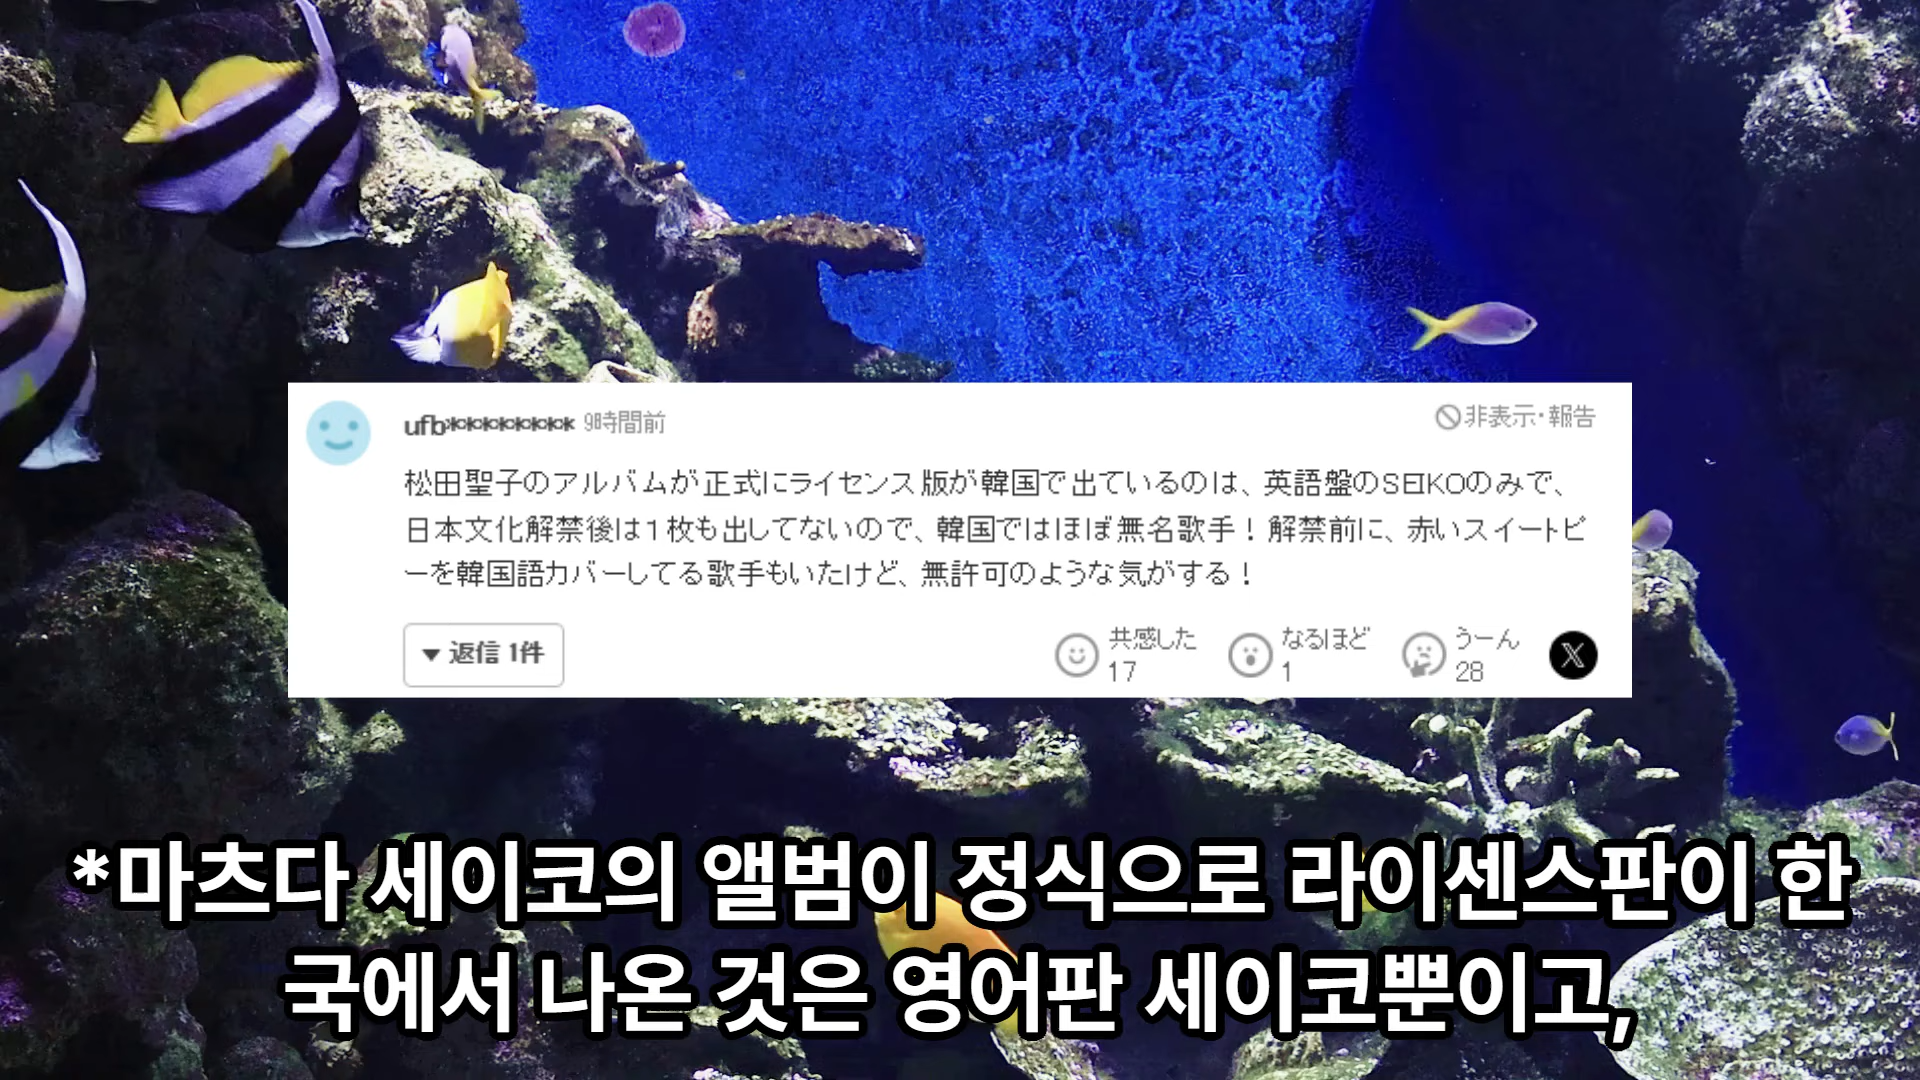 ufb********* 9時間前
非表示・報告
松田聖子のアルバムが正式にライセンス版が韓国で出ているのは、英語盤のSEIKOのみで、
日本文化解禁後は1枚も出してないので、韓国ではほぼ無名歌手！解禁前に、赤いスイートピ
ーを韓国語カバーしてる歌手もいたけど、無許可のような気がする！
▼返信 1件
共感した
17
なるほど
1
うーん
28
X
*마츠다 세이코의 앨범이 정식으로 라이센스판이 한
국에서 나온 것은 영어판 세이코뿐이고,